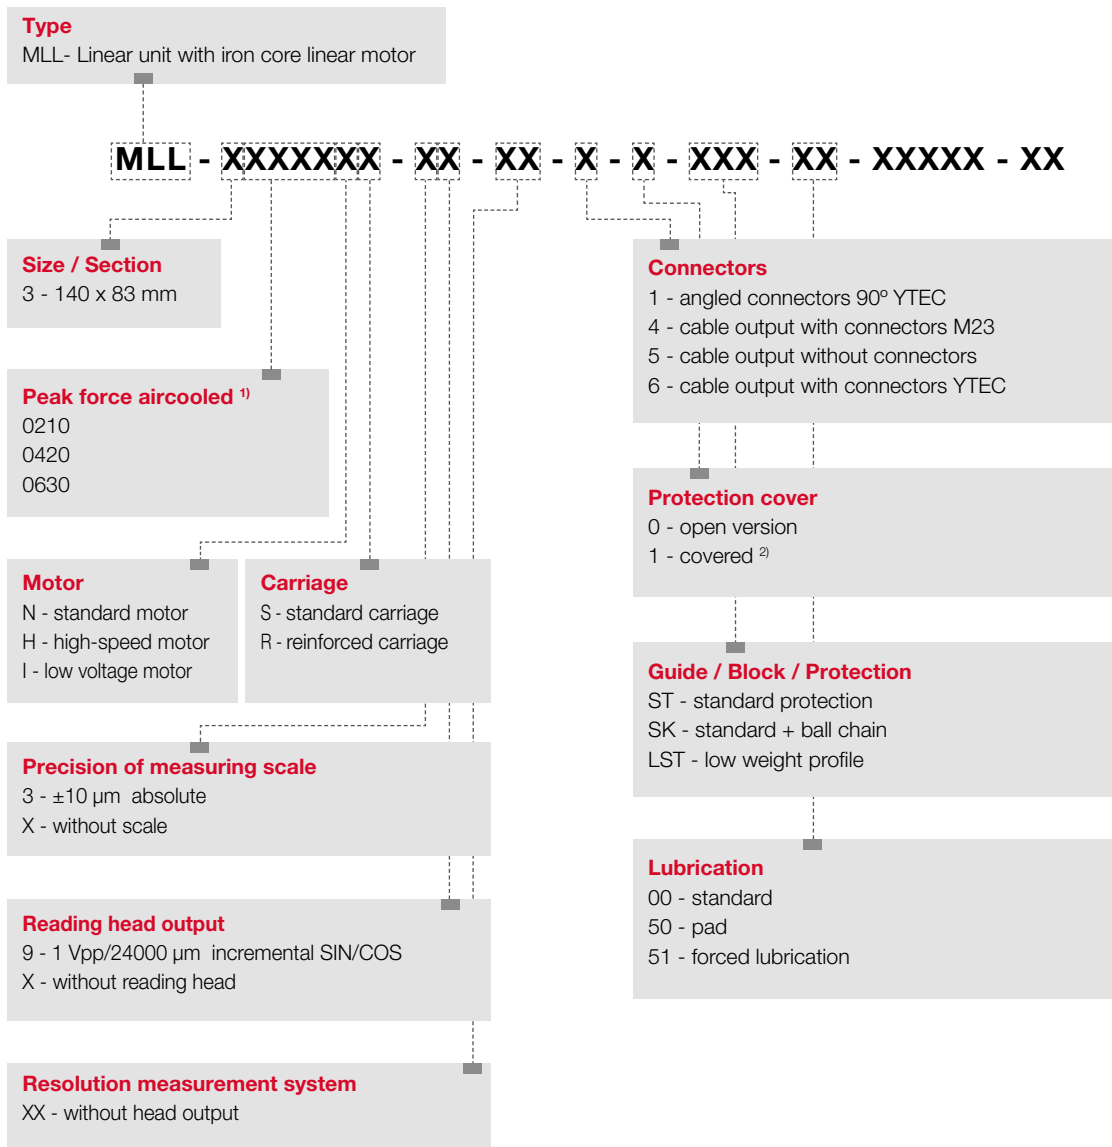 Type
MLL- Linear unit with iron core linear motor
MLL - XXXXXXX - XX - XX - X - X - XXX - XX - XXXXX - XX
Size / Section
3 - 140 x 83 mm
Peak force aircooled 1)
0210
0420
0630
Motor
N - standard motor
H - high-speed motor
I - low voltage motor
Carriage
S - standard carriage
R - reinforced carriage
Precision of measuring scale
3 - ±10 µm absolute
X - without scale
Reading head output
9 - 1 Vpp/24000 µm incremental SIN/COS
X - without reading head
Resolution measurement system
XX - without head output
Connectors
1 - angled connectors 90º YTEC
4 - cable output with connectors M23
5 - cable output without connectors
6 - cable output with connectors YTEC
Protection cover
0 - open version
1 - covered 2)
Guide / Block / Protection
ST - standard protection
SK - standard + ball chain
LST - low weight profile
Lubrication
00 - standard
50 - pad
51 - forced lubrication